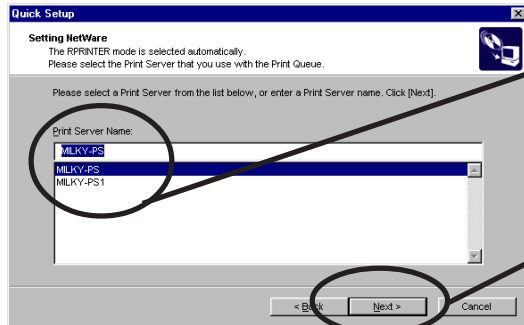 Quick Setup
Setting NetWare
The RPRINTER mode is selected automatically.
Please select the Print Server that you use with the Print Queue.
Please select a Print Server from the list below, or enter a Print Server name. Click [Next].
Print Server Name:
MILKY-PS
MILKY-PS
MILKY-PS1
< Back Next > Cancel